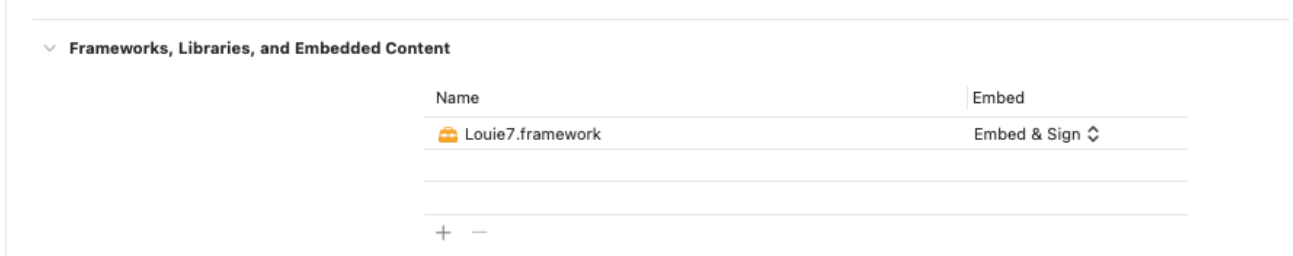 Frameworks, Libraries, and Embedded Content
Name Embed
Louie7.framework Embed & Sign